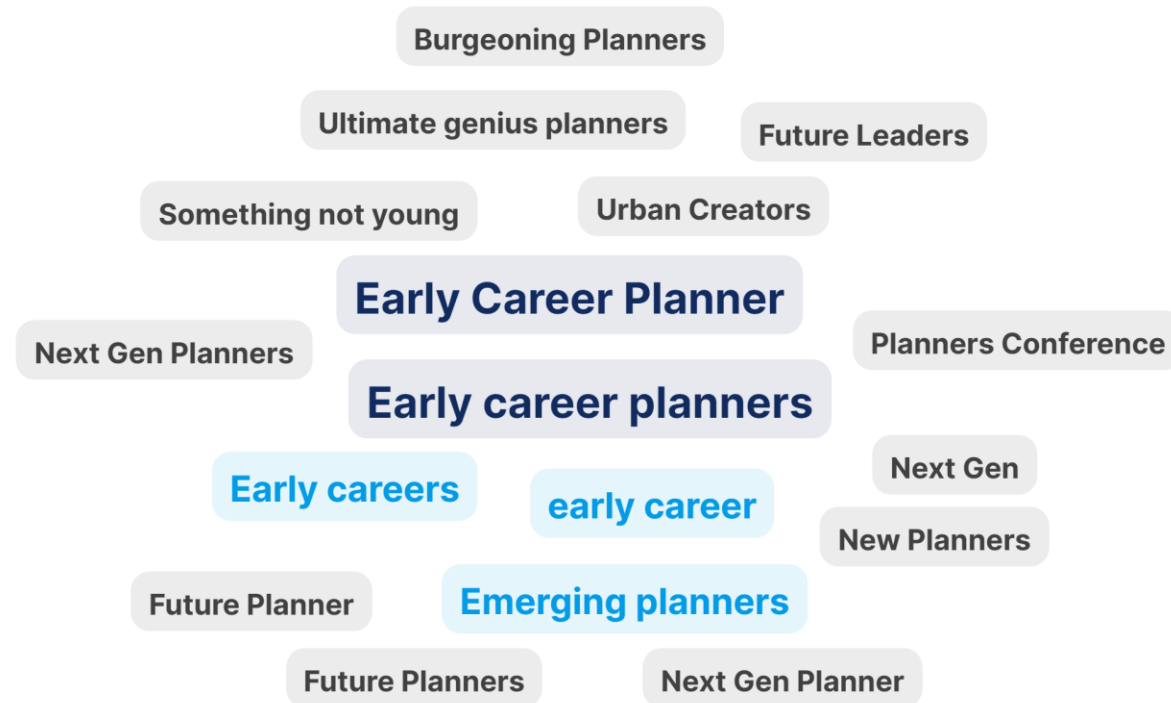 Burgeoning Planners
Ultimate genius planners
Future Leaders
Something not young
Urban Creators
Early Career Planner
Next Gen Planners
Planners Conference
Early career planners
Next Gen
Early careers
early career
New Planners
Future Planner
Emerging planners
Future Planners
Next Gen Planner